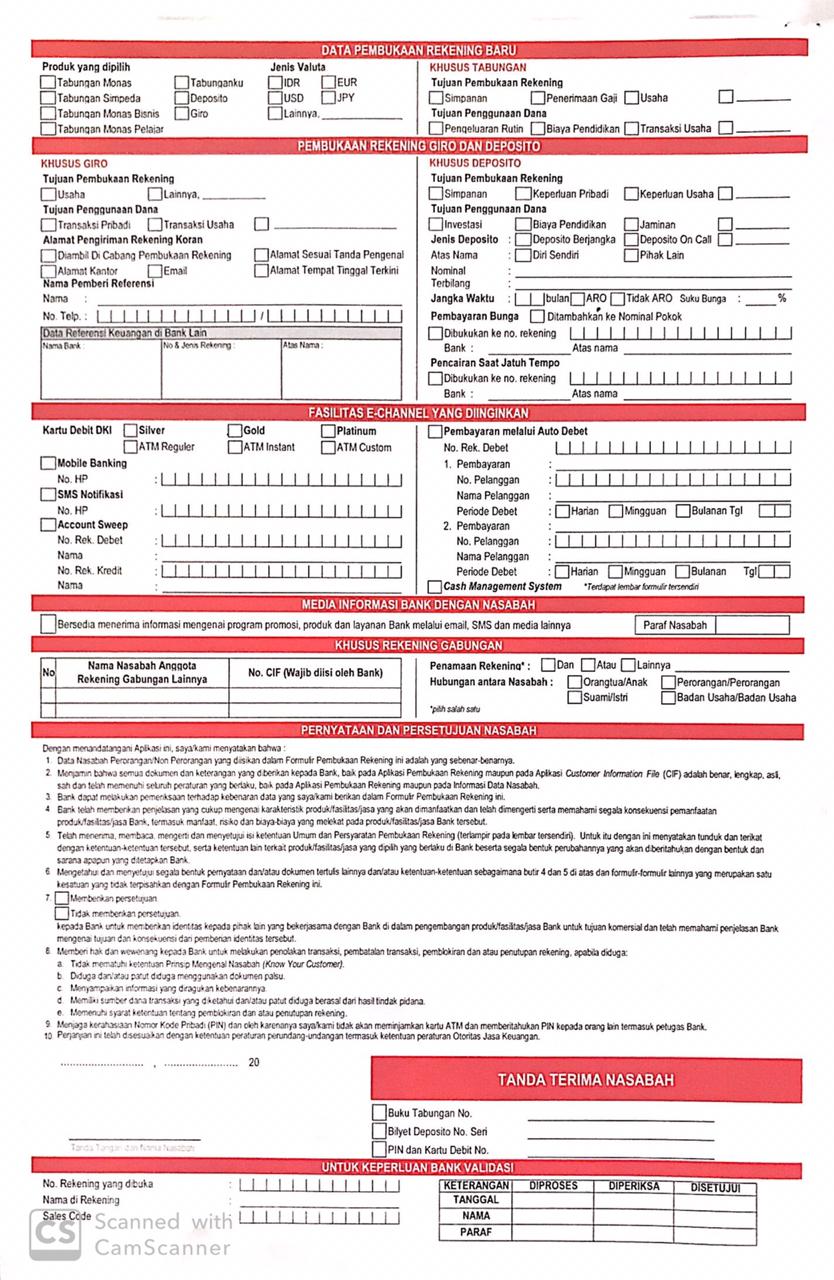 DATA PEMBUKAAN REKENING BARU
Produk yang dipilih
Jenis Valuta
Tabungan Monas
Tabunganku
IDR
EUR
Tabungan Simpeda
Deposito
USD
JPY
Tabungan Monas Bisnis
Giro
Lainnya,
Tabungan Monas Pelajar
KHUSUS TABUNGAN
Tujuan Pembukaan Rekening
Simpanan
Penerimaan Gaji
Usaha
Tujuan Penggunaan Dana
Pengeluaran Rutin
Biaya Pendidikan
Transaksi Usaha
PEMBUKAAN REKENING GIRO DAN DEPOSITO
KHUSUS GIRO
Tujuan Pembukaan Rekening
Usaha
Lainnya,
Tujuan Penggunaan Dana
Transaksi Pribadi
Transaksi Usaha
Alamat Pengiriman Rekening Koran
Diambil Di Cabang Pembukaan Rekening
Alamat Sesuai Tanda Pengenal
Alamat Kantor
Email
Alamat Tempat Tinggal Terkini
Nama Pemberi Referensi
Nama :
No. Telp. : /
Data Referensi Keuangan di Bank Lain
Nama Bank :
No & Jenis Rekening :
Atas Nama :
KHUSUS DEPOSITO
Tujuan Pembukaan Rekening
Simpanan
Keperluan Pribadi
Keperluan Usaha
Tujuan Penggunaan Dana
Investasi
Biaya Pendidikan
Jaminan
Jenis Deposito :
Deposito Berjangka
Deposito On Call
Atas Nama :
Diri Sendiri
Pihak Lain
Nominal :
Terbilang :
Jangka Waktu : bulan ARO Tidak ARO Suku Bunga : %
Pembayaran Bunga Ditambahkan ke Nominal Pokok
Dibukukan ke no. rekening
Bank : Atas nama
Pencairan Saat Jatuh Tempo
Dibukukan ke no. rekening
Bank : Atas nama
FASILITAS E-CHANNEL YANG DIINGINKAN
Kartu Debit DKI
Silver
Gold
Platinum
ATM Reguler
ATM Instant
ATM Custom
Mobile Banking
No. HP :
SMS Notifikasi
No. HP :
Account Sweep
No. Rek. Debet :
Nama :
No. Rek. Kredit :
Nama :
Pembayaran melalui Auto Debet
No. Rek. Debet :
1. Pembayaran :
No. Pelanggan :
Nama Pelanggan :
Periode Debet : Harian Mingguan Bulanan Tgl
2. Pembayaran :
No. Pelanggan :
Nama Pelanggan :
Periode Debet : Harian Mingguan Bulanan Tgl
Cash Management System *Terdapat lembar formulir tersendiri
MEDIA INFORMASI BANK DENGAN NASABAH
Bersedia menerima informasi mengenai program promosi, produk dan layanan Bank melalui email, SMS dan media lainnya
Paraf Nasabah
KHUSUS REKENING GABUNGAN
No
Nama Nasabah Anggota
Rekening Gabungan Lainnya
No. CIF (Wajib diisi oleh Bank)
Penamaan Rekening* : Dan Atau Lainnya
Hubungan antara Nasabah : Orangtua/Anak Perorangan/Perorangan
Suami/Istri Badan Usaha/Badan Usaha
*pilih salah satu
PERNYATAAN DAN PERSETUJUAN NASABAH
Dengan menandatangani Aplikasi ini, saya/kami menyatakan bahwa :
1. Data Nasabah Perorangan/Non Perorangan yang diisikan dalam Formulir Pembukaan Rekening ini adalah yang sebenar-benarnya.
2. Menjamin bahwa semua dokumen dan keterangan yang diberikan kepada Bank, baik pada Aplikasi Pembukaan Rekening maupun pada Aplikasi Customer Information File (CIF) adalah benar, lengkap, asli,
sah dan telah memenuhi seluruh peraturan yang berlaku, baik pada Aplikasi Pembukaan Rekening maupun pada Informasi Data Nasabah.
3. Bank dapat melakukan pemeriksaan terhadap kebenaran data yang saya/kami berikan dalam Formulir Pembukaan Rekening ini.
4 Bank telah memberikan penjelasan yang cukup mengenai karakteristik produk/fasilitas/jasa yang akan dimanfaatkan dan telah dimengerti serta memahami segala konsekuensi pemanfaatan
produk/fasilitas/jasa Bank, termasuk manfaat, risiko dan biaya-biaya yang melekat pada produk/fasilitas/jasa Bank tersebut.
5 Telah menerima, membaca, mengerti dan menyetujui isi ketentuan Umum dan Persyaratan Pembukaan Rekening (terlampir pada lembar tersendiri). Untuk itu dengan ini menyatakan tunduk dan terikat
dengan ketentuan-ketentuan tersebut, serta ketentuan lain terkait produk/fasilitas/jasa yang dipilih yang berlaku di Bank beserta segala bentuk perubahannya yang akan diberitahukan dengan bentuk dan
sarana apapun yang ditetapkan Bank.
6. Mengetahui dan menyetujui segala bentuk pernyataan dan/atau dokumen tertulis lainnya dan/atau ketentuan-ketentuan sebagaimana butir 4 dan 5 di atas dan formulir-formulir lainnya yang merupakan satu
kesatuan yang tidak terpisahkan dengan Formulir Pembukaan Rekening ini.
7. Memberikan persetujuan.
Tidak memberikan persetujuan.
kepada Bank untuk memberikan identitas kepada pihak lain yang bekerjasama dengan Bank di dalam pengembangan produk/fasilitas/jasa Bank untuk tujuan komersial dan telah memahami penjelasan Bank
mengenai tujuan dan konsekuensi dari pemberian identitas tersebut.
8. Memberi hak dan wewenang kepada Bank untuk melakukan penolakan transaksi, pembatalan transaksi, pemblokiran dan atau penutupan rekening, apabila diduga:
a. Tidak mematuhi ketentuan Prinsip Mengenal Nasabah (Know Your Customer).
b. Diduga dan/atau patut diduga menggunakan dokumen palsu.
c. Menyampaikan informasi yang diragukan kebenarannya.
d. Memiliki sumber dana transaksi yang diketahui dan/atau patut diduga berasal dari hasil tindak pidana.
e. Memenuhi syarat ketentuan tentang pemblokiran dan atau penutupan rekening.
9. Menjaga kerahasiaan Nomor Kode Pribadi (PIN) dan oleh karenanya saya/kami tidak akan meminjamkan kartu ATM dan memberitahukan PIN kepada orang lain termasuk petugas Bank.
10. Perjanjian ini telah disesuaikan dengan ketentuan peraturan perundang-undangan termasuk ketentuan peraturan Otoritas Jasa Keuangan.
........................ , ........................ 20
Tanda Tangan dan Nama Nasabah
TANDA TERIMA NASABAH
Buku Tabungan No.
Bilyet Deposito No. Seri
PIN dan Kartu Debit No.
UNTUK KEPERLUAN BANK VALIDASI
No. Rekening yang dibuka :
Nama di Rekening :
Sales Code :
KETERANGAN DIPROSES DIPERIKSA DISETUJUI
TANGGAL
NAMA
PARAF
CS Scanned with
CamScanner